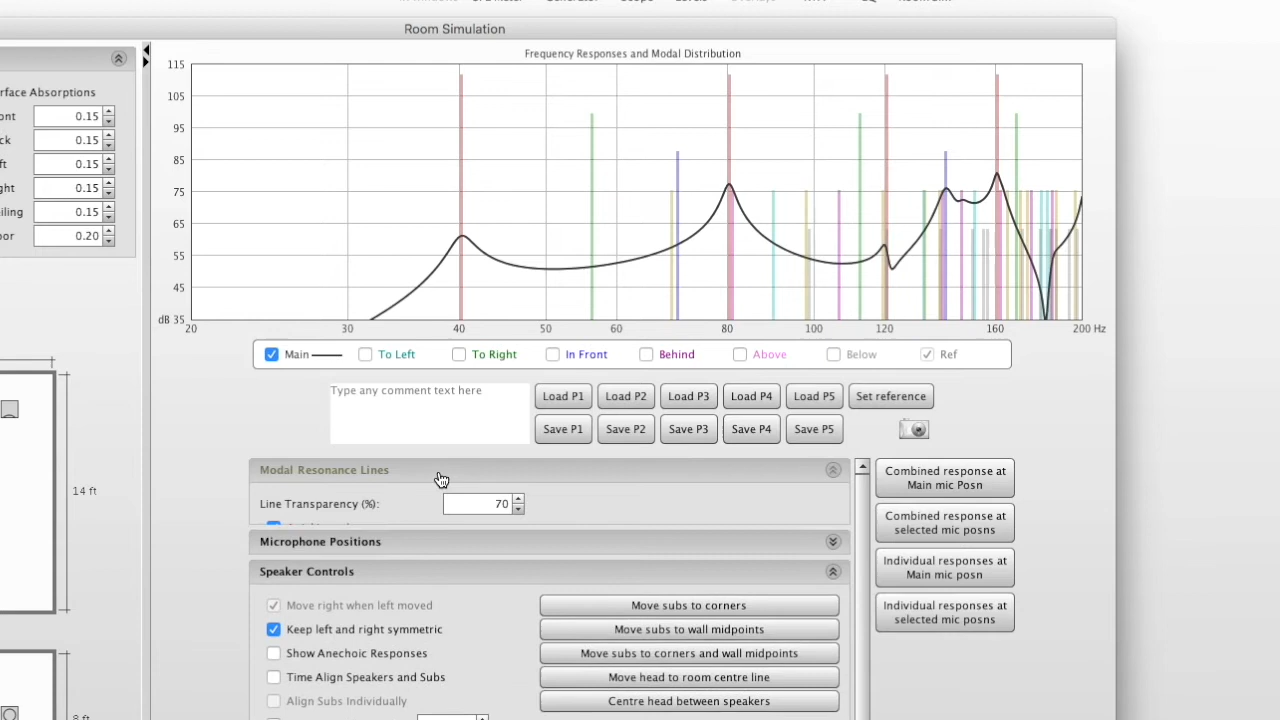 Room Simulation
Frequency Responses and Modal Distribution
115
105
95
85
75
65
55
45
dB 35
20
30
40
50
60
80
100
120
160
200 Hz
rface Absorptions
ont 0.15
ck 0.15
ft 0.15
ght 0.15
iling 0.15
oor 0.20
Main To Left To Right In Front Behind Above Below Ref
Type any comment text here
Load P1 Load P2 Load P3 Load P4 Load P5 Set reference
Save P1 Save P2 Save P3 Save P4 Save P5
14 ft
8 ft
Modal Resonance Lines
Line Transparency (%): 70
Microphone Positions
Speaker Controls
Move right when left moved
Keep left and right symmetric
Show Anechoic Responses
Time Align Speakers and Subs
Align Subs Individually
Move subs to corners
Move subs to wall midpoints
Move subs to corners and wall midpoints
Move head to room centre line
Centre head between speakers
Combined response at
Main mic Posn
Combined response at
selected mic posns
Individual responses at
Main mic posn
Individual responses at
selected mic posns